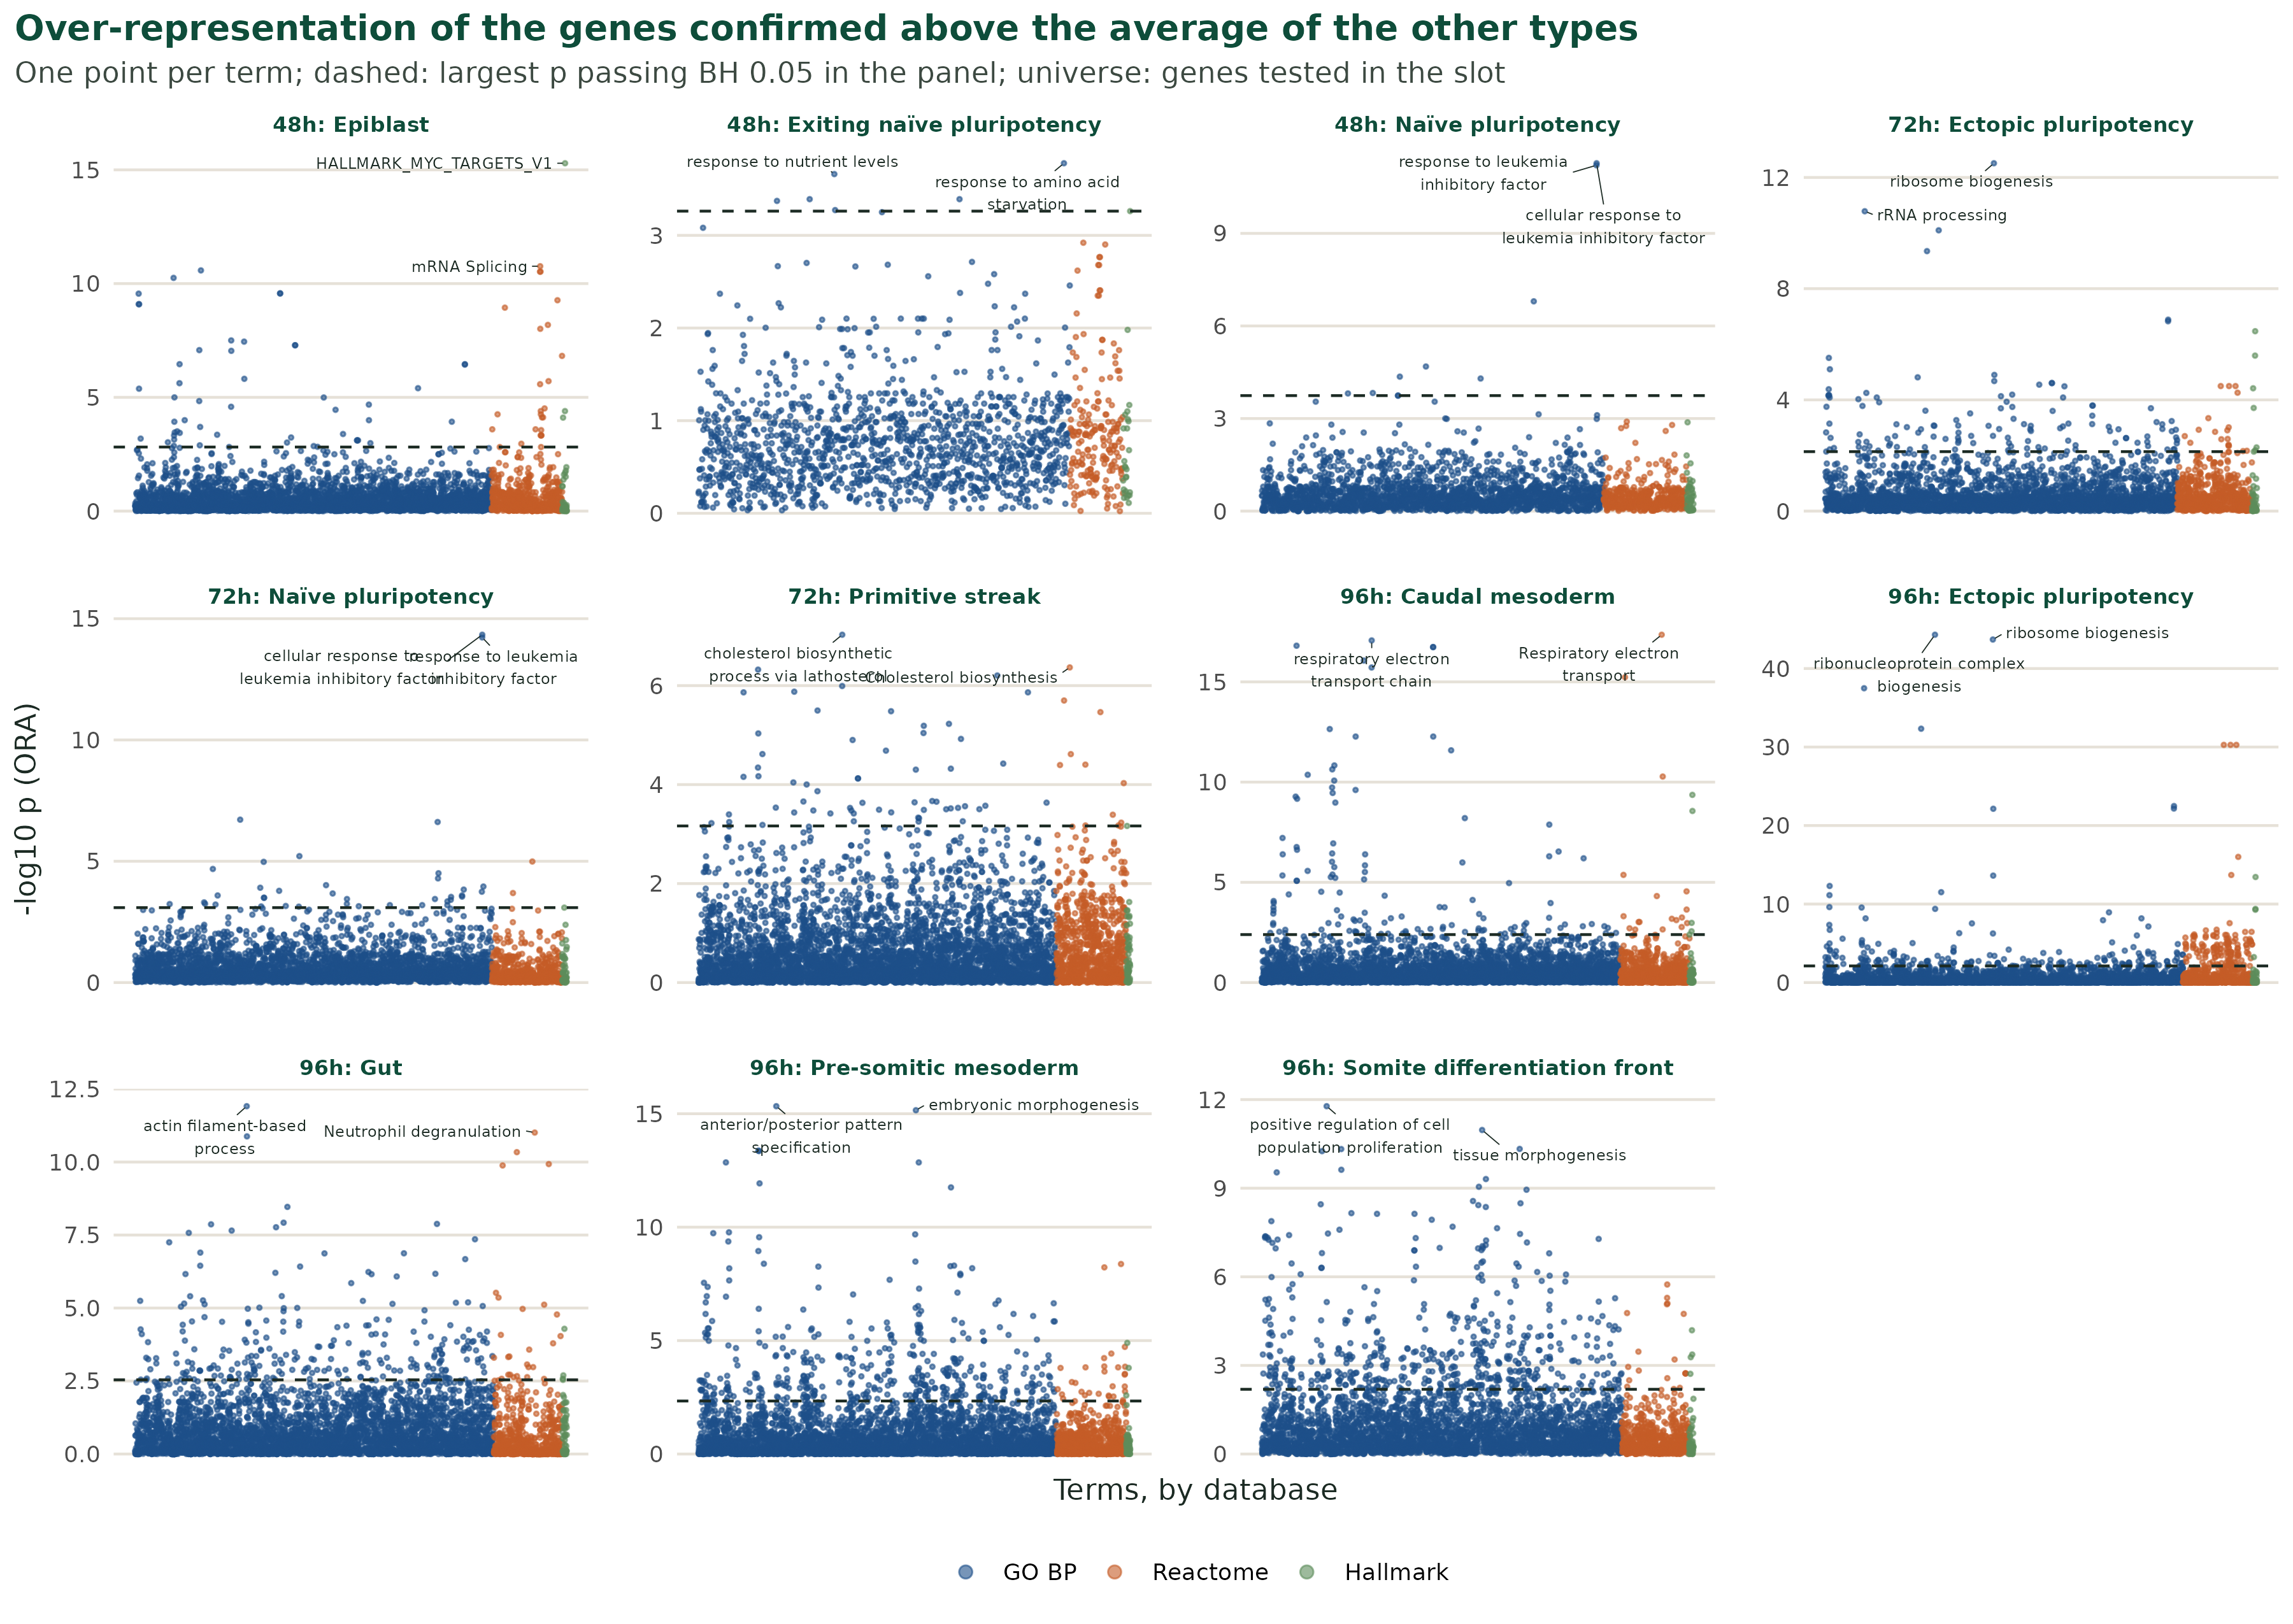 Over-representation of the genes confirmed above the average of the other types
One point per term; dashed: largest p passing BH 0.05 in the panel; universe: genes tested in the slot
48h: Epiblast
15
10
5
0
HALLMARK_MYC_TARGETS_V1
mRNA Splicing
48h: Exiting naïve pluripotency
3
2
1
0
response to nutrient levels
response to amino acid
starvation
48h: Naïve pluripotency
9
6
3
0
response to leukemia
inhibitory factor
cellular response to
leukemia inhibitory factor
72h: Ectopic pluripotency
12
8
4
0
ribosome biogenesis
rRNA processing
72h: Naïve pluripotency
15
10
5
0
cellular response to
leukemia inhibitory factor
response to leukemia
inhibitory factor
72h: Primitive streak
6
4
2
0
cholesterol biosynthetic
process via lathosterol
Cholesterol biosynthesis
96h: Caudal mesoderm
15
10
5
0
respiratory electron
transport chain
Respiratory electron
transport
96h: Ectopic pluripotency
40
30
20
10
0
ribosome biogenesis
ribonucleoprotein complex
biogenesis
96h: Gut
12.5
10.0
7.5
5.0
2.5
0.0
actin filament-based
process
Neutrophil degranulation
96h: Pre-somitic mesoderm
15
10
5
0
anterior/posterior pattern
specification
embryonic morphogenesis
96h: Somite differentiation front
12
9
6
3
0
positive regulation of cell
population proliferation
tissue morphogenesis
-log10 p (ORA)
Terms, by database
GO BP
Reactome
Hallmark